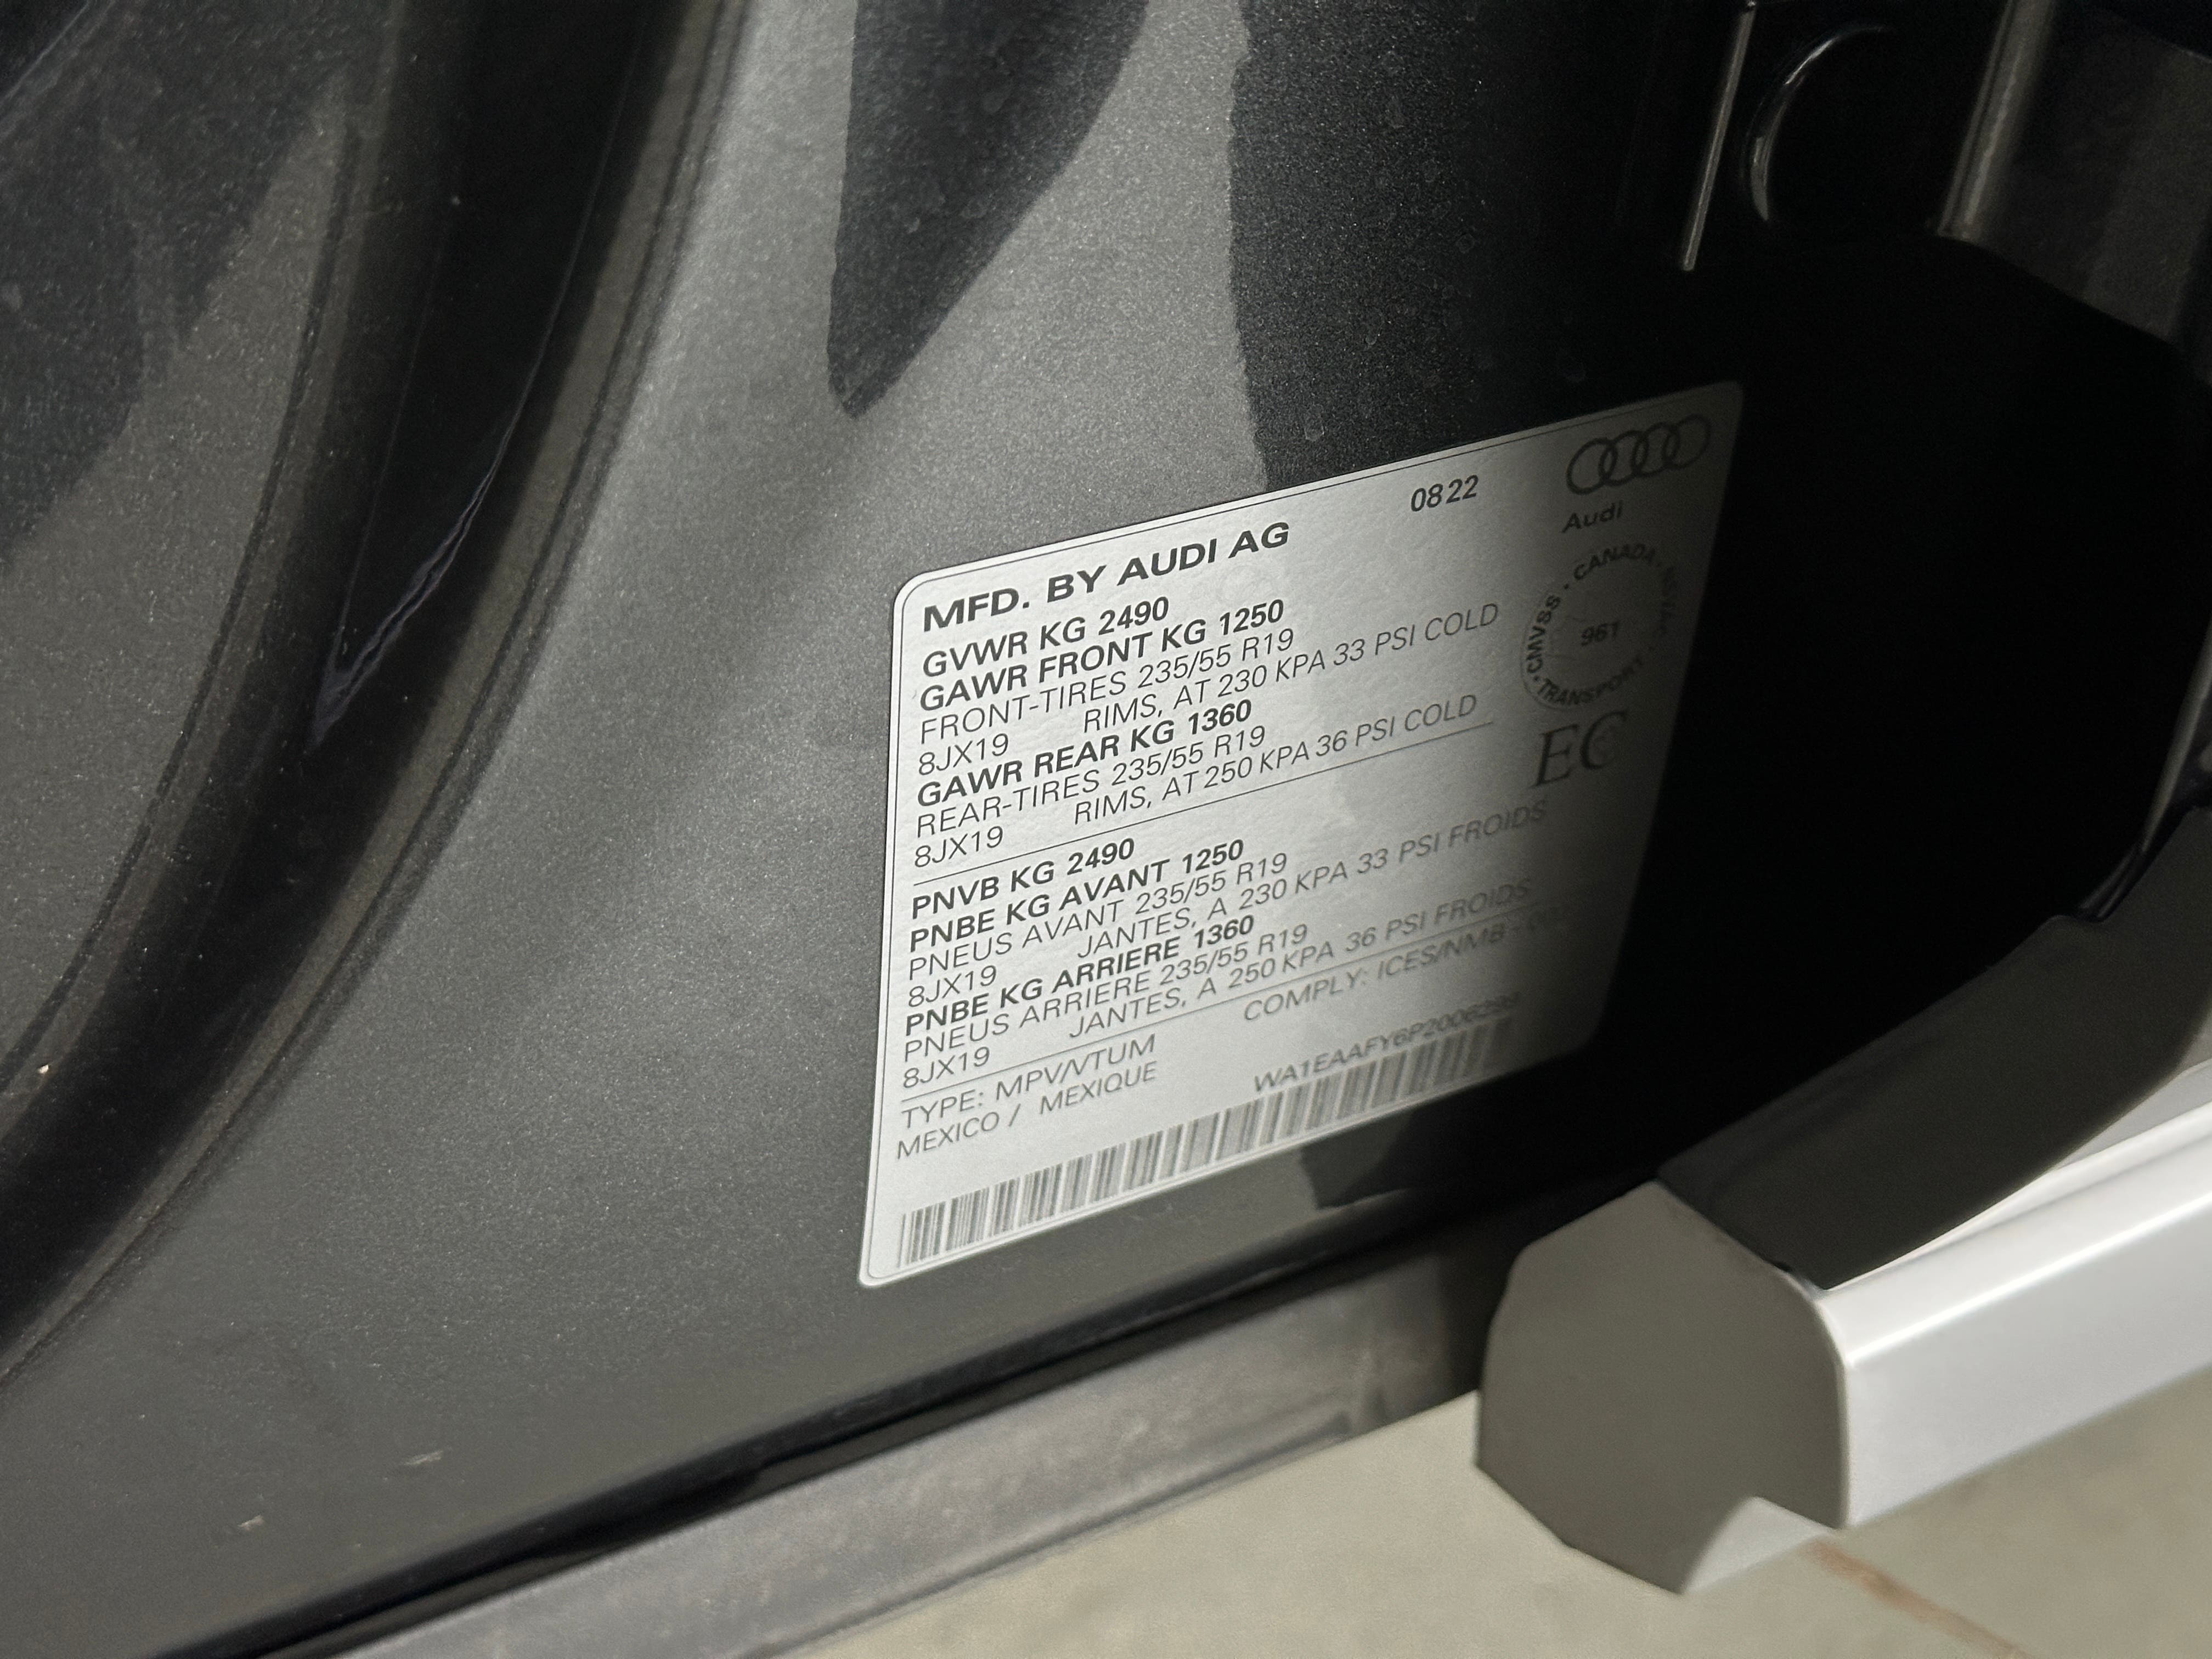 MFD. BY AUDI AG 0822
Audi
GVWR KG 2490
GAWR FRONT KG 1250
FRONT-TIRES 235/55 R19
8JX19 RIMS, AT 230 KPA 33 PSI COLD
GAWR REAR KG 1360
REAR-TIRES 235/55 R19
8JX19 RIMS, AT 250 KPA 36 PSI COLD
CMVSS · CANADA ·
961
TRANSPORT
EC
PNVB KG 2490
PNBE KG AVANT 1250
PNEUS AVANT 235/55 R19
8JX19 JANTES, A 230 KPA 33 PSI FROIDS
PNBE KG ARRIERE 1360
PNEUS ARRIERE 235/55 R19
8JX19 JANTES, A 250 KPA 36 PSI FROIDS
TYPE: MPV/VTUM COMPLY: ICES/NMB -
MEXICO / MEXIQUE